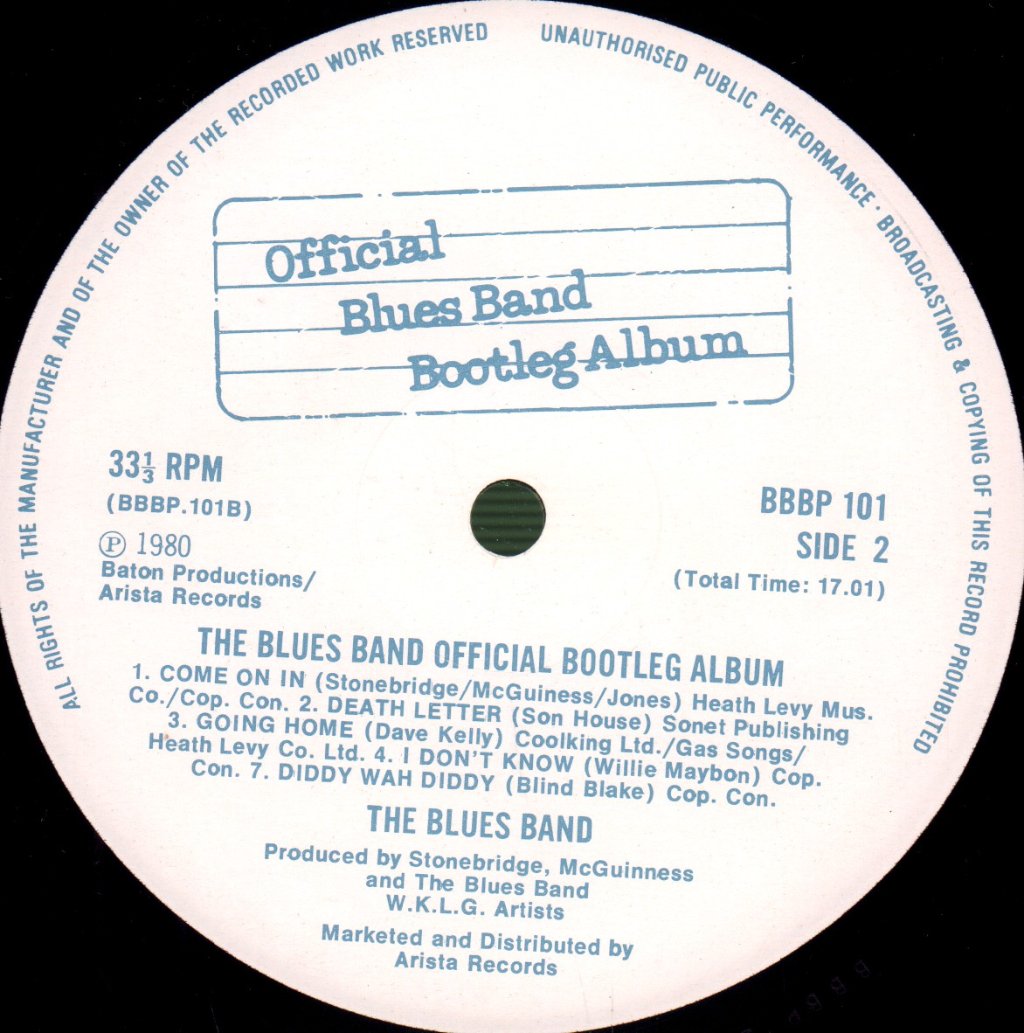 ALL RIGHTS OF THE MANUFACTURER AND OF THE OWNER OF THE RECORDED WORK RESERVED
UNAUTHORISED PUBLIC PERFORMANCE · BROADCASTING & COPYING OF THIS RECORD PROHIBITED
Official
Blues Band
Bootleg Album
33⅓ RPM
(BBBP.101B)
Ⓟ 1980
Baton Productions/
Arista Records
BBBP 101
SIDE 2
(Total Time: 17.01)
THE BLUES BAND OFFICIAL BOOTLEG ALBUM
1. COME ON IN (Stonebridge/McGuiness/Jones) Heath Levy Mus.
Co./Cop. Con. 2. DEATH LETTER (Son House) Sonet Publishing
3. GOING HOME (Dave Kelly) Coolking Ltd./Gas Songs/
Heath Levy Co. Ltd. 4. I DON'T KNOW (Willie Maybon) Cop.
Con. 7. DIDDY WAH DIDDY (Blind Blake) Cop. Con.
THE BLUES BAND
Produced by Stonebridge, McGuinness
and The Blues Band
W.K.L.G. Artists
Marketed and Distributed by
Arista Records